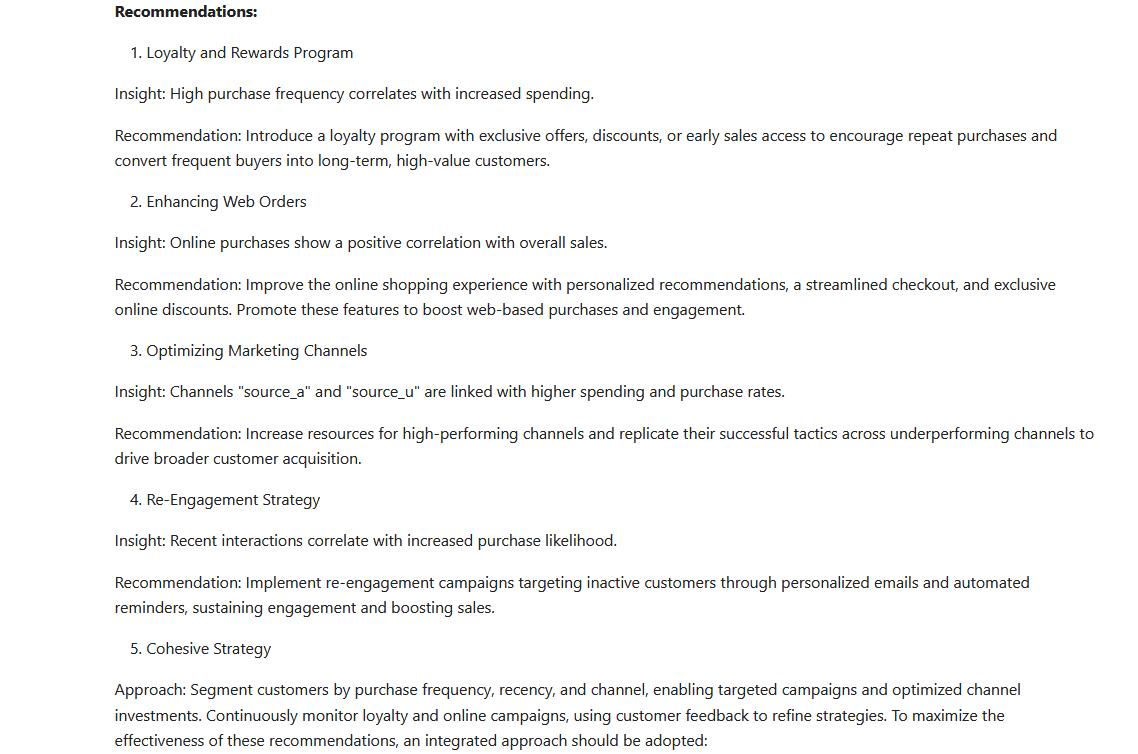 Recommendations:
1. Loyalty and Rewards Program
Insight: High purchase frequency correlates with increased spending.
Recommendation: Introduce a loyalty program with exclusive offers, discounts, or early sales access to encourage repeat purchases and
convert frequent buyers into long-term, high-value customers.
2. Enhancing Web Orders
Insight: Online purchases show a positive correlation with overall sales.
Recommendation: Improve the online shopping experience with personalized recommendations, a streamlined checkout, and exclusive
online discounts. Promote these features to boost web-based purchases and engagement.
3. Optimizing Marketing Channels
Insight: Channels "source_a" and "source_u" are linked with higher spending and purchase rates.
Recommendation: Increase resources for high-performing channels and replicate their successful tactics across underperforming channels to
drive broader customer acquisition.
4. Re-Engagement Strategy
Insight: Recent interactions correlate with increased purchase likelihood.
Recommendation: Implement re-engagement campaigns targeting inactive customers through personalized emails and automated
reminders, sustaining engagement and boosting sales.
5. Cohesive Strategy
Approach: Segment customers by purchase frequency, recency, and channel, enabling targeted campaigns and optimized channel
investments. Continuously monitor loyalty and online campaigns, using customer feedback to refine strategies. To maximize the
effectiveness of these recommendations, an integrated approach should be adopted: